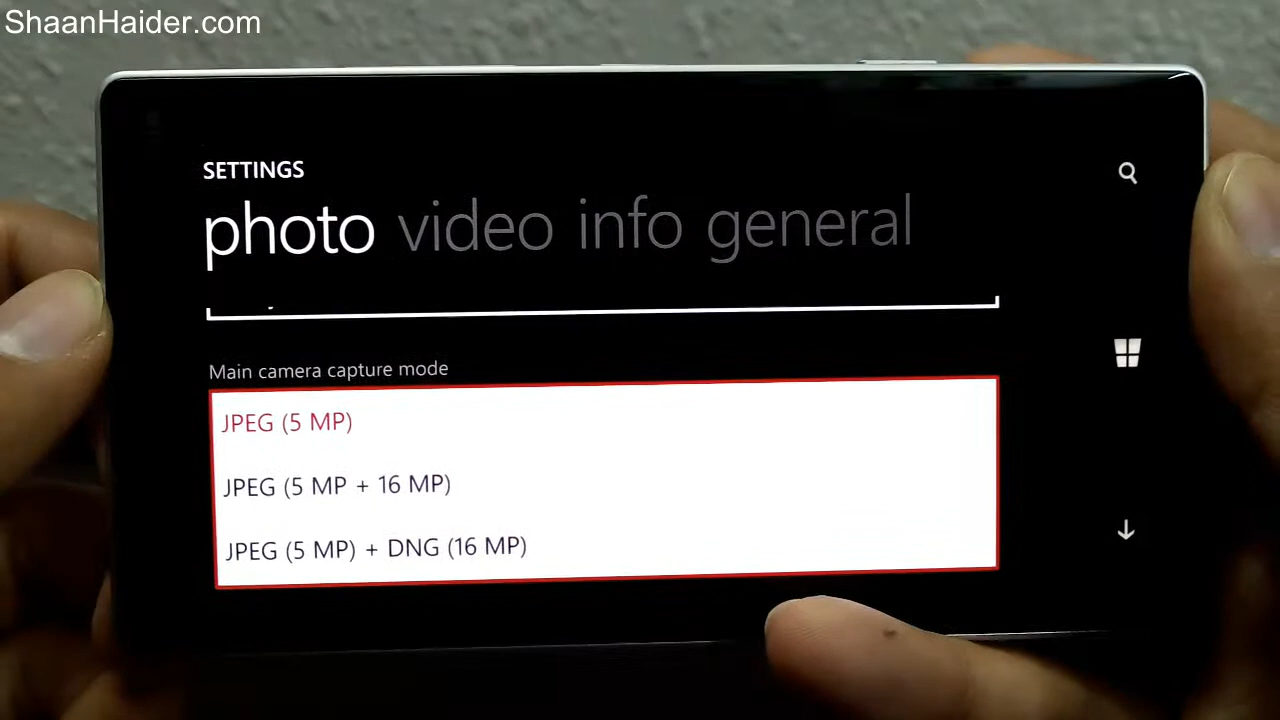 ShaanHaider.com
SETTINGS
photo video info general
Main camera capture mode
JPEG (5 MP)
JPEG (5 MP + 16 MP)
JPEG (5 MP) + DNG (16 MP)